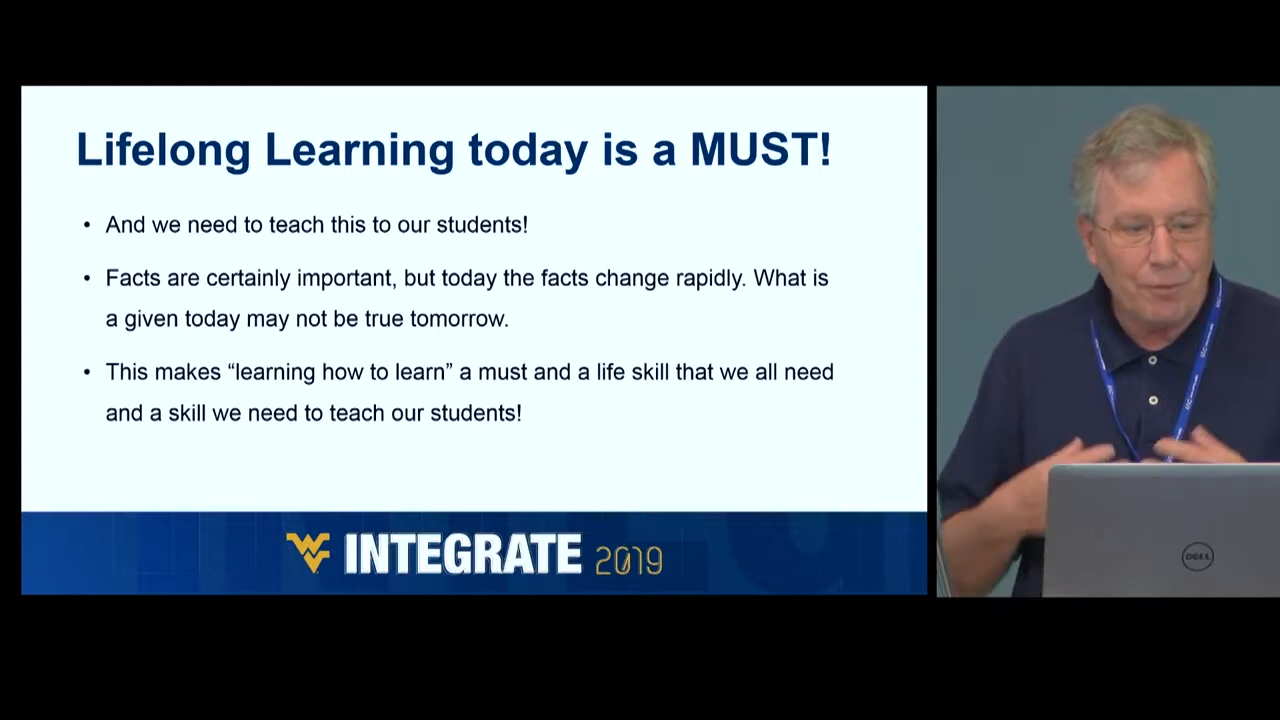 Lifelong Learning today is a MUST!
• And we need to teach this to our students!
• Facts are certainly important, but today the facts change rapidly. What is
a given today may not be true tomorrow.
• This makes “learning how to learn” a must and a life skill that we all need
and a skill we need to teach our students!
WV INTEGRATE 2019
DELL